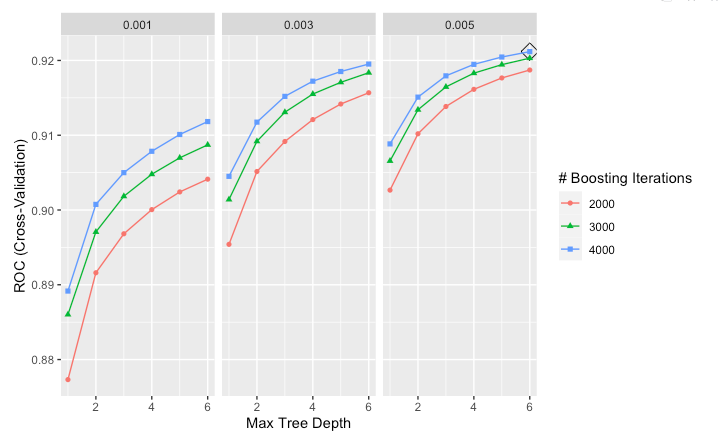 0.001 0.003 0.005
0.92
0.91
0.90
0.89
0.88
ROC (Cross-Validation)
2 4 6 2 4 6 2 4 6
Max Tree Depth
# Boosting Iterations
2000
3000
4000